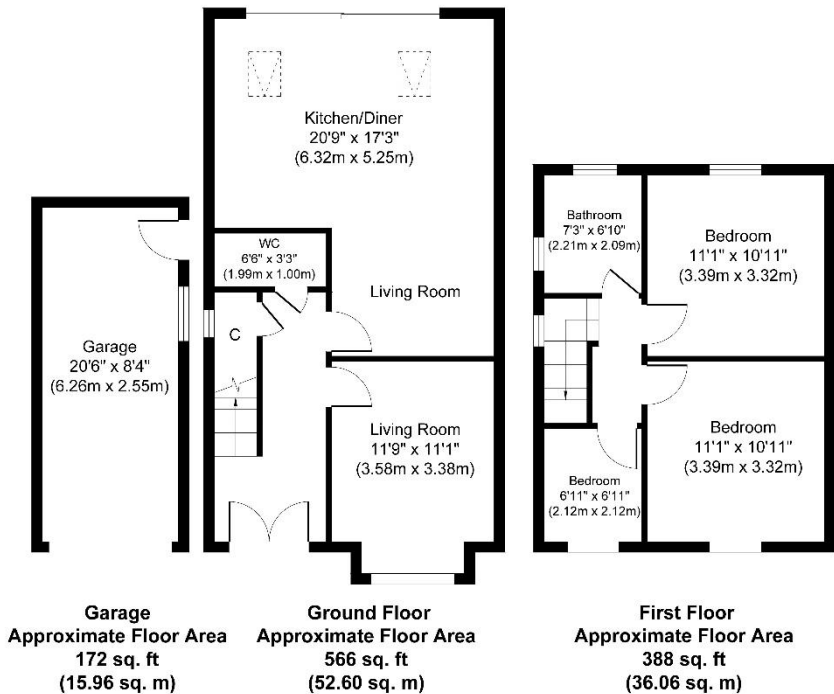 Kitchen/Diner
20'9" x 17'3"
(6.32m x 5.25m)
WC
6'6" x 3'3"
(1.99m x 1.00m)
Living Room
C
Living Room
11'9" x 11'1"
(3.58m x 3.38m)
Garage
20'6" x 8'4"
(6.26m x 2.55m)
Bathroom
7'3" x 6'10"
(2.21m x 2.09m)
Bedroom
11'1" x 10'11"
(3.39m x 3.32m)
Bedroom
11'1" x 10'11"
(3.39m x 3.32m)
Bedroom
6'11" x 6'11"
(2.12m x 2.12m)
Garage
Approximate Floor Area
172 sq. ft
(15.96 sq. m)
Ground Floor
Approximate Floor Area
566 sq. ft
(52.60 sq. m)
First Floor
Approximate Floor Area
388 sq. ft
(36.06 sq. m)